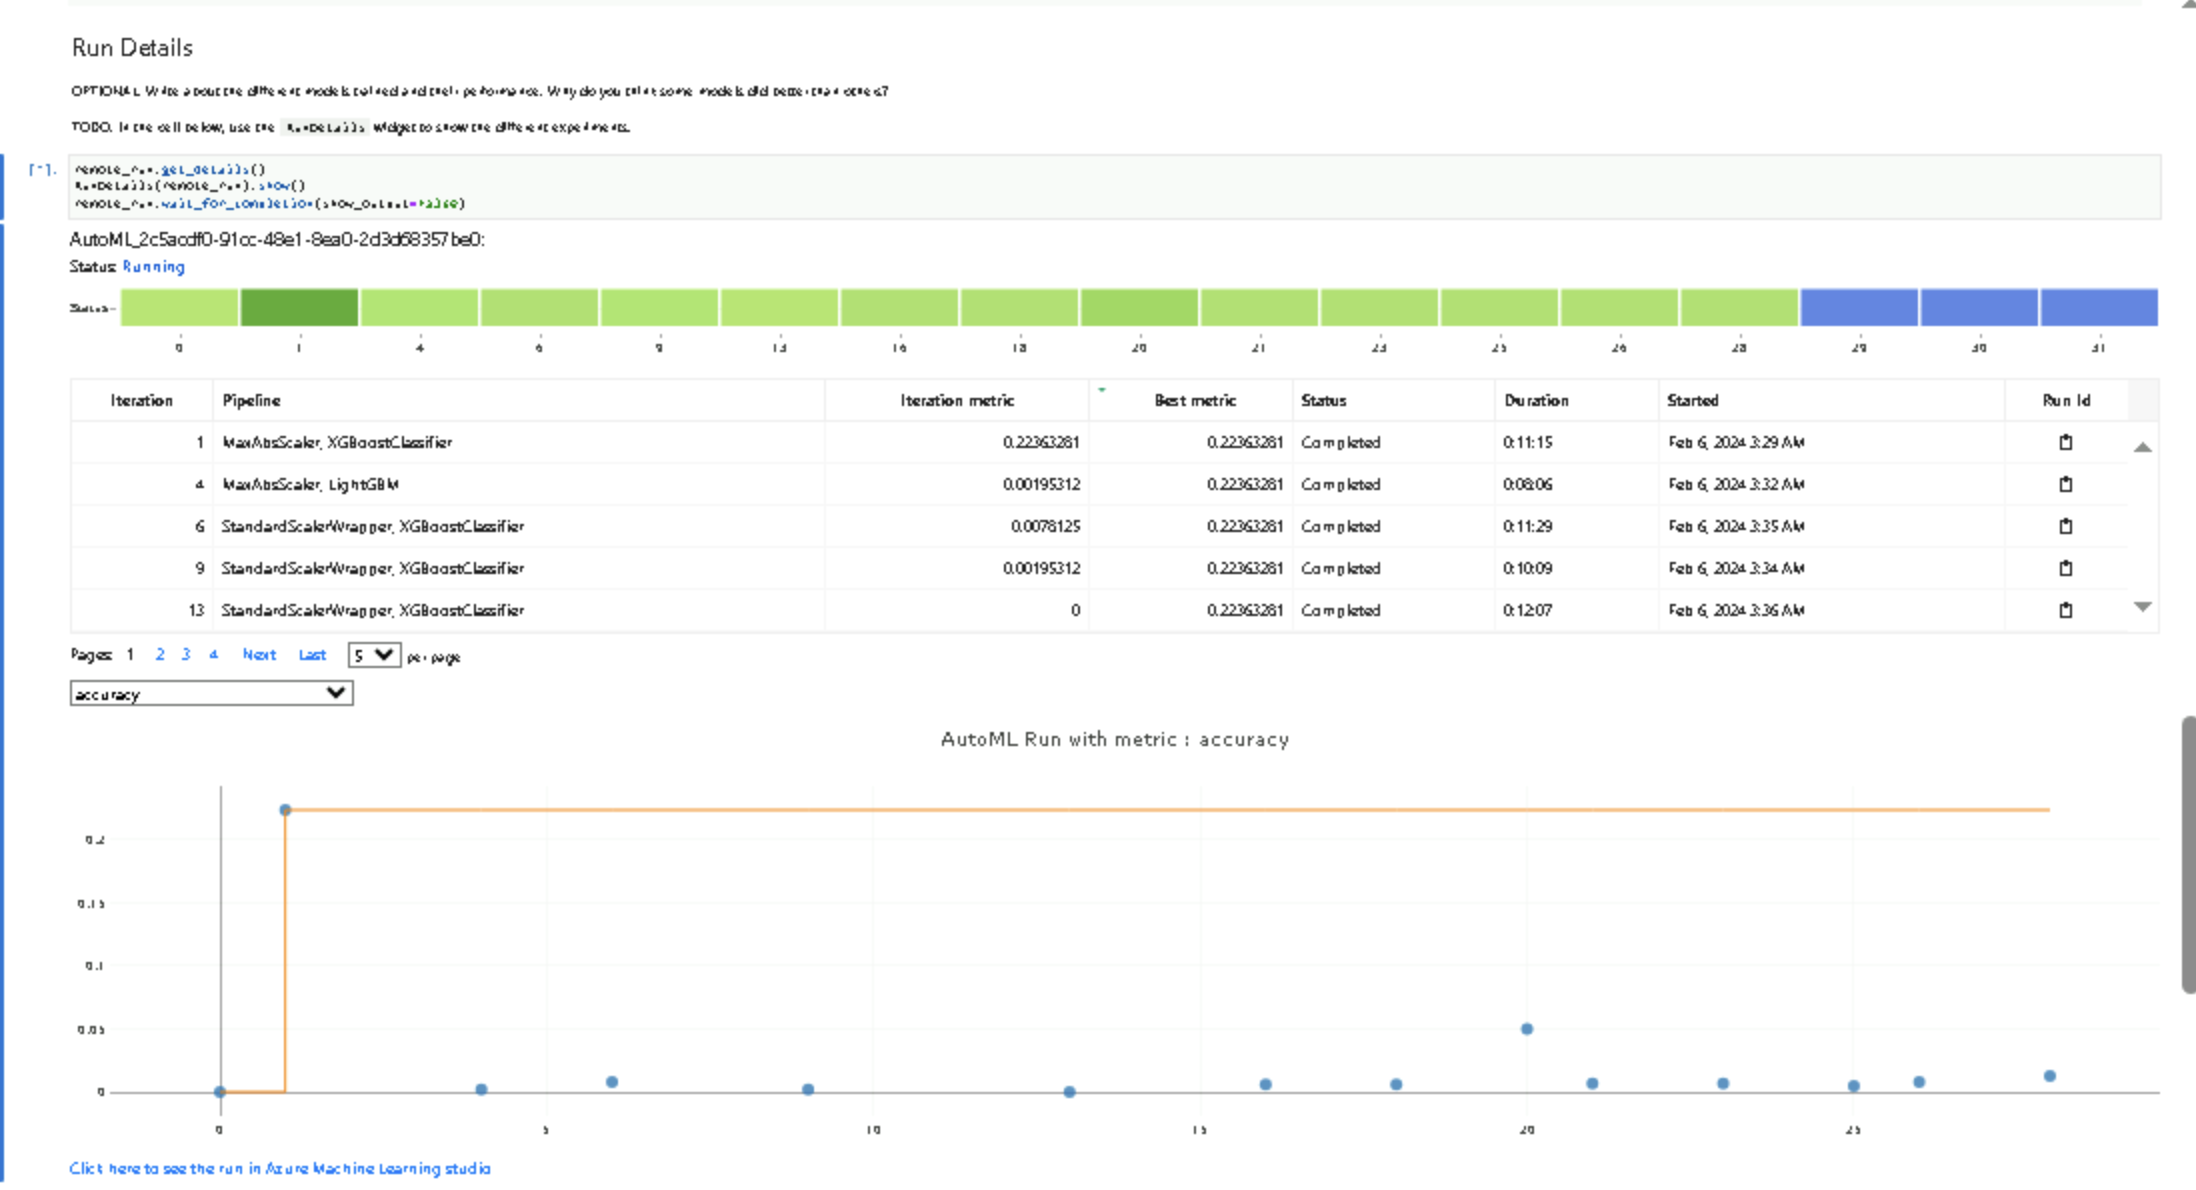 Run Details
OPTIONAL: Write about the different models trained and their performance. Why do you think some models did better than others?
TODO: In the cell below, use the RunDetails widget to show the different experiments.
[*]:
remote_run.get_details()
RunDetails(remote_run).show()
remote_run.wait_for_completion(show_output=False)
AutoML_2c5acdf0-91cc-48e1-8ea0-2d3d68357be0:
Status: Running
Status
0 1 4 6 9 13 16 18 20 21 23 25 26 28 29 30 31
Iteration Pipeline Iteration metric Best metric Status Duration Started Run Id
1 MaxAbsScaler, XGBoostClassifier 0.22363281 0.22363281 Completed 0:11:15 Feb 6, 2024 3:29 AM
4 MaxAbsScaler, LightGBM 0.00195312 0.22363281 Completed 0:08:06 Feb 6, 2024 3:32 AM
6 StandardScalerWrapper, XGBoostClassifier 0.0078125 0.22363281 Completed 0:11:29 Feb 6, 2024 3:35 AM
9 StandardScalerWrapper, XGBoostClassifier 0.00195312 0.22363281 Completed 0:10:09 Feb 6, 2024 3:34 AM
13 StandardScalerWrapper, XGBoostClassifier 0 0.22363281 Completed 0:12:07 Feb 6, 2024 3:36 AM
Pages: 1 2 3 4 Next Last 5 per page
accuracy
AutoML Run with metric : accuracy
0.2
0.15
0.1
0.05
0
0 5 10 15 20 25
Click here to see the run in Azure Machine Learning studio